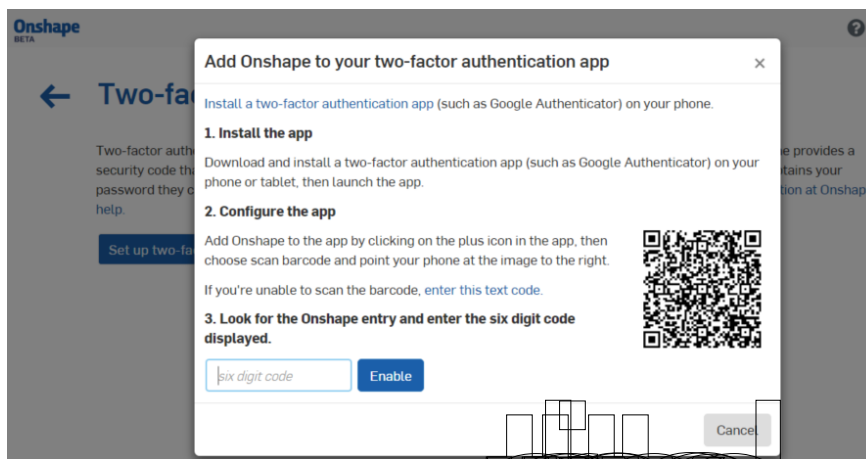 Onshape
BETA
Add Onshape to your two-factor authentication app
Two-fa
Install a two-factor authentication app (such as Google Authenticator) on your phone.
1. Install the app
Two-factor auth
e provides a
Download and install a two-factor authentication app (such as Google Authenticator) on your
security code tha
tains your
phone or tablet, then launch the app.
password they c
tion at Onshap
help.
2. Configure the app
Set up two-fa
Add Onshape to the app by clicking on the plus icon in the app, then
choose scan barcode and point your phone at the image to the right.
If you're unable to scan the barcode, enter this text code.
3. Look for the Onshape entry and enter the six digit code
displayed.
six digit code
Enable
Cancel